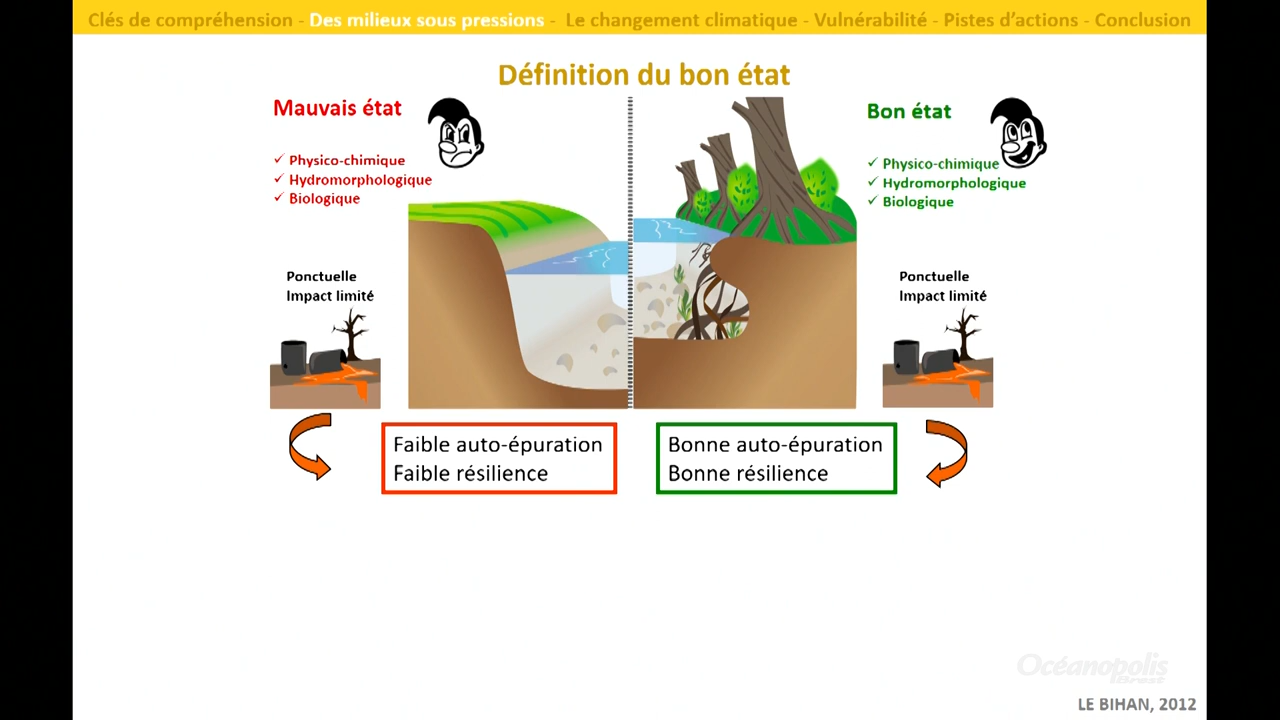 Clés de compréhension - Des milieux sous pressions - Le changement climatique - Vulnérabilité - Pistes d'actions - Conclusion
Définition du bon état
Mauvais état
✓ Physico-chimique
✓ Hydromorphologique
✓ Biologique
Bon état
✓ Physico-chimique
✓ Hydromorphologique
✓ Biologique
Ponctuelle
Impact limité
Ponctuelle
Impact limité
Faible auto-épuration
Faible résilience
Bonne auto-épuration
Bonne résilience
Océanopolis
Brest
LE BIHAN, 2012